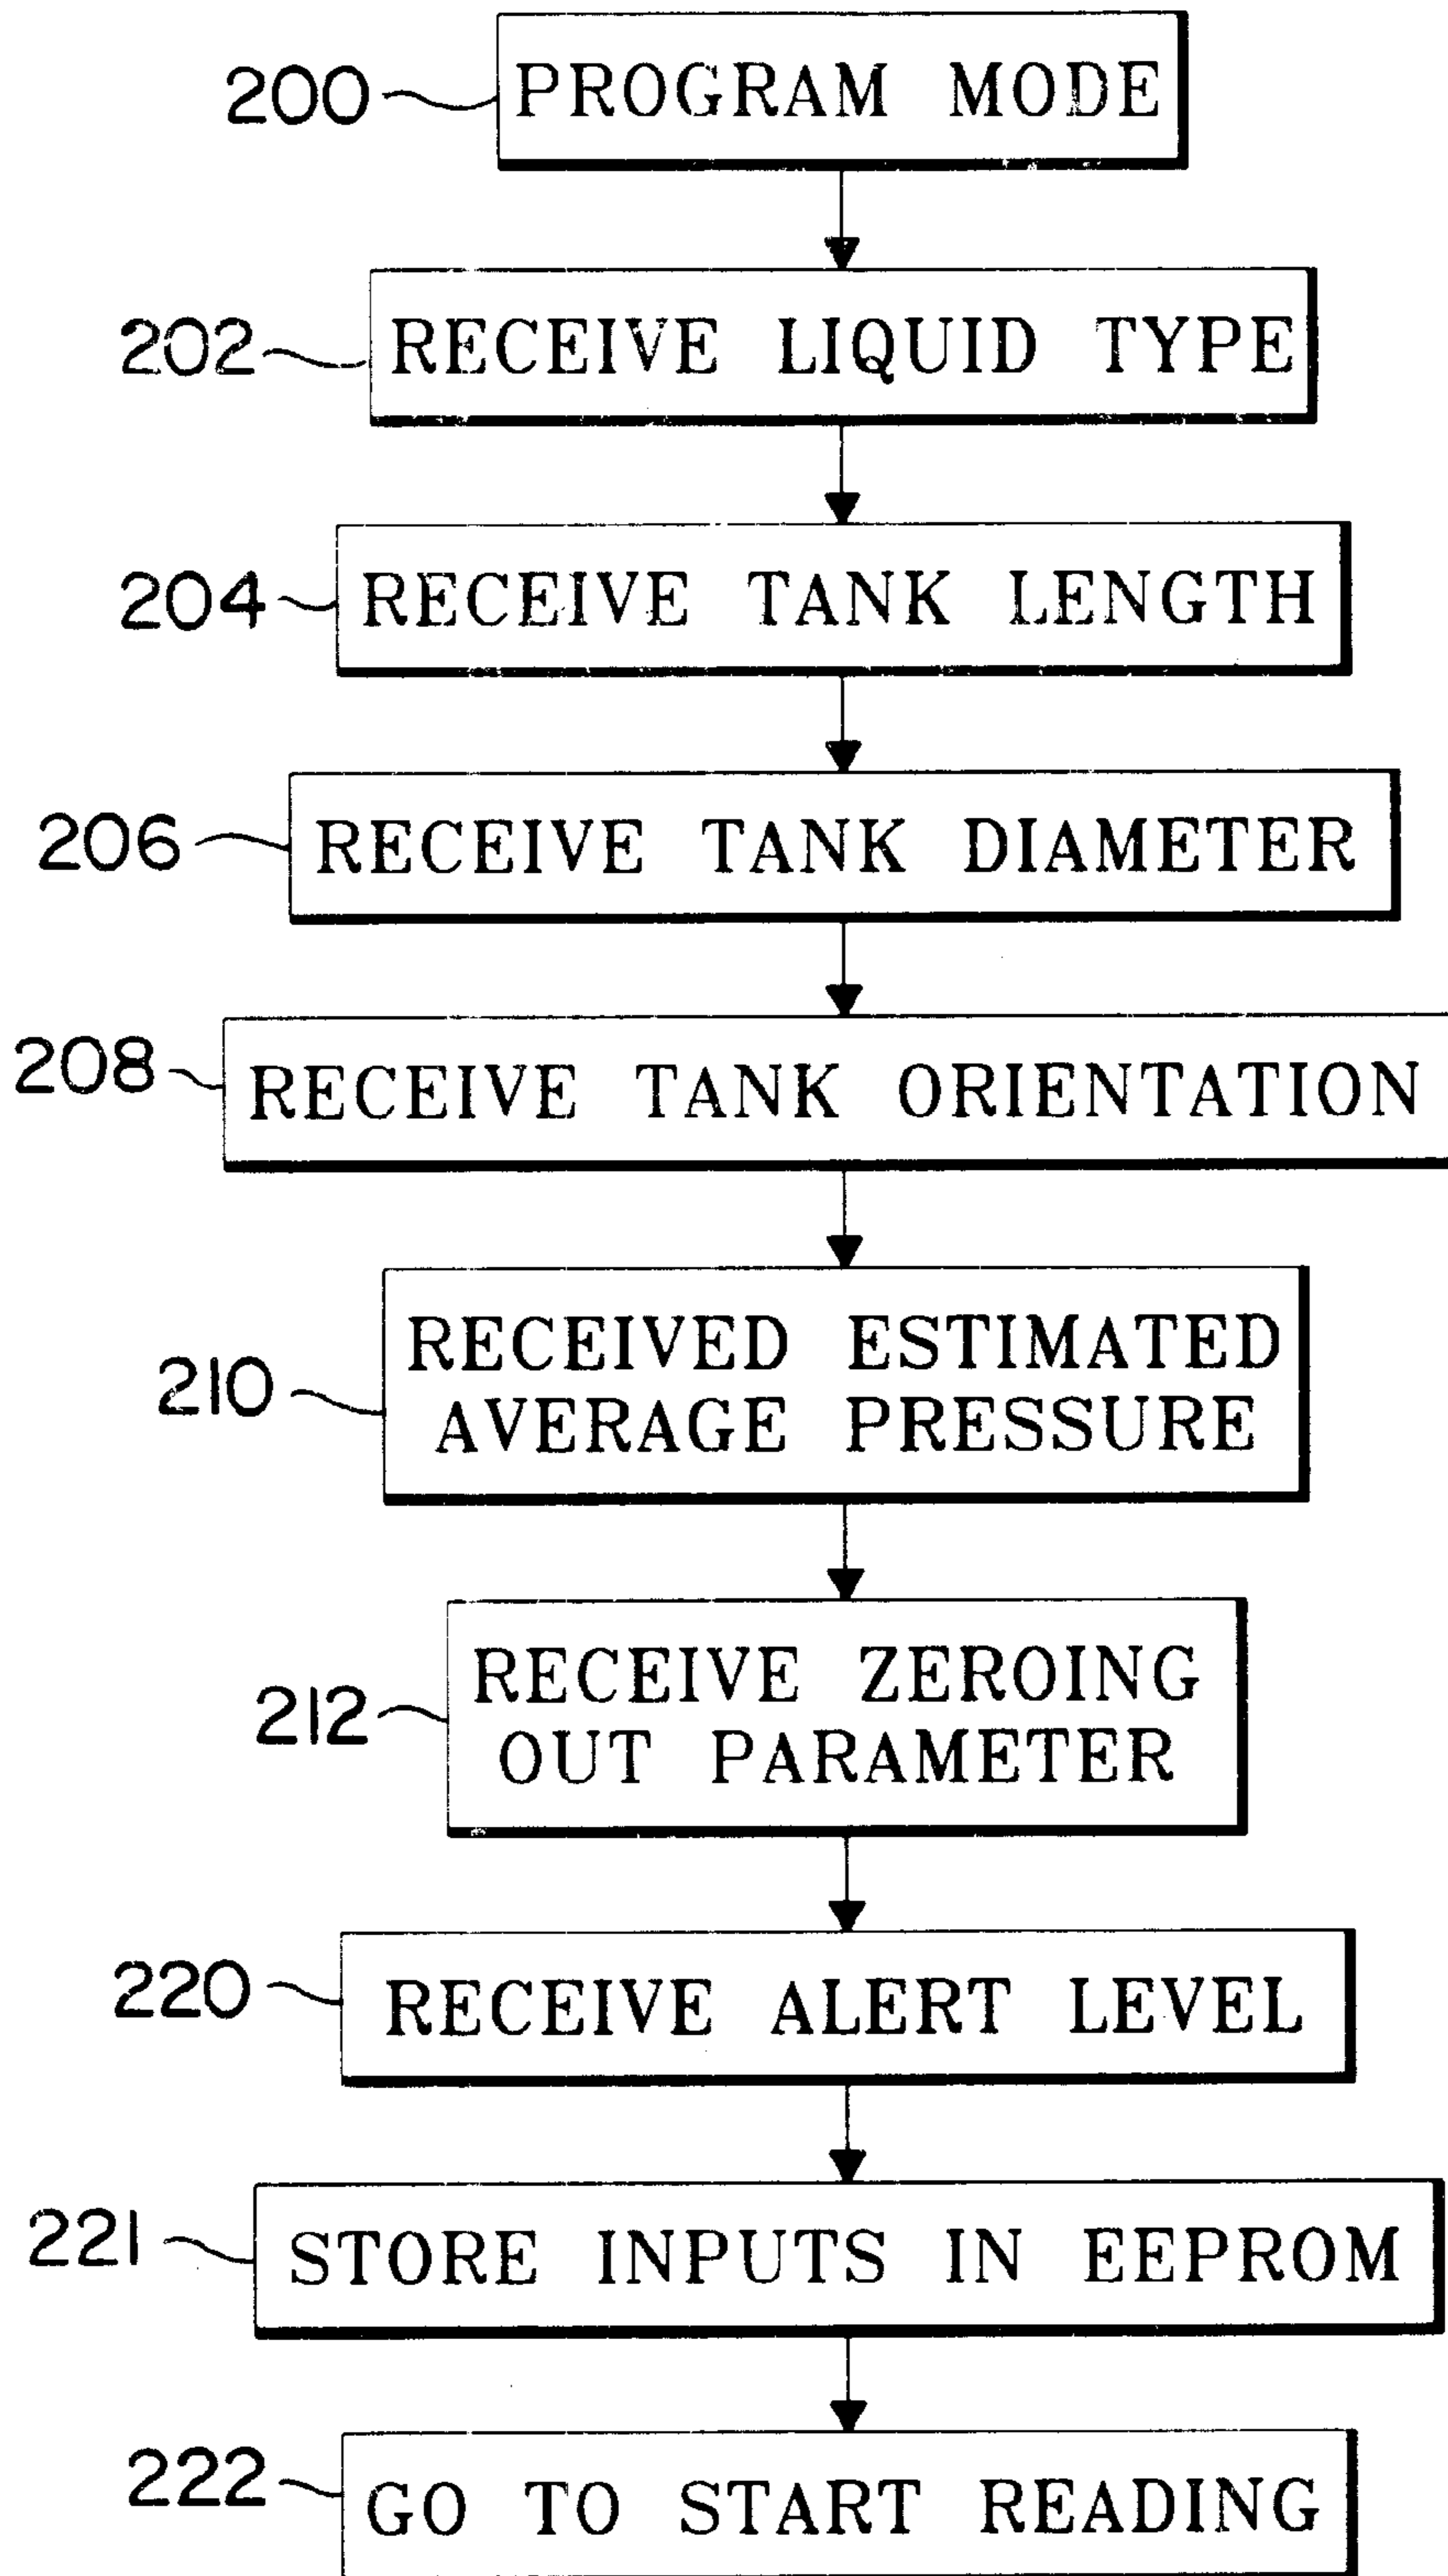 200 PROGRAM MODE
202 RECEIVE LIQUID TYPE
204 RECEIVE TANK LENGTH
206 RECEIVE TANK DIAMETER
208 RECEIVE TANK ORIENTATION
210 RECEIVED ESTIMATED
AVERAGE PRESSURE
212 RECEIVE ZEROING
OUT PARAMETER
220 RECEIVE ALERT LEVEL
221 STORE INPUTS IN EEPROM
222 GO TO START READING